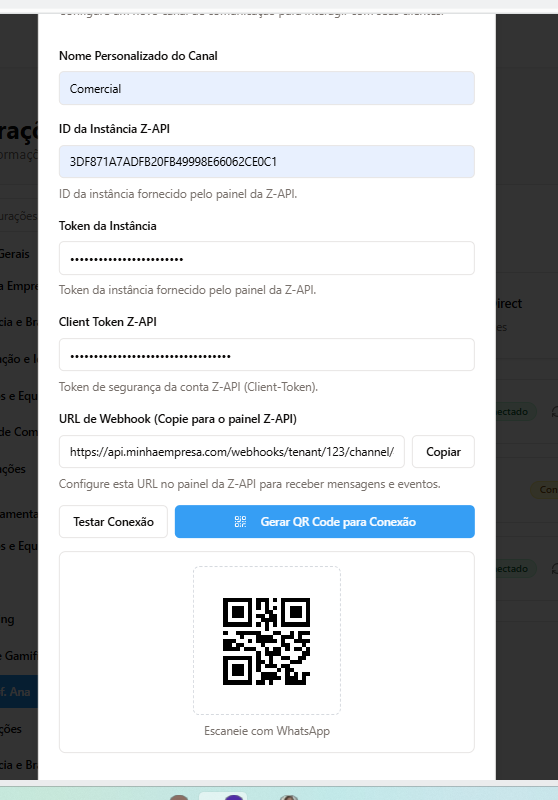 Nome Personalizado do Canal
Comercial
ID da Instância Z-API
3DF871A7ADFB20FB49998E66062CE0C1
ID da instância fornecido pelo painel da Z-API.
Token da Instância
Token da instância fornecido pelo painel da Z-API.
Client Token Z-API
Token de segurança da conta Z-API (Client-Token).
URL de Webhook (Copie para o painel Z-API)
https://api.minhaempresa.com/webhooks/tenant/123/channel/
Copiar
Configure esta URL no painel da Z-API para receber mensagens e eventos.
Testar Conexão
Gerar QR Code para Conexão
Escaneie com WhatsApp
Gerais
f. Ana